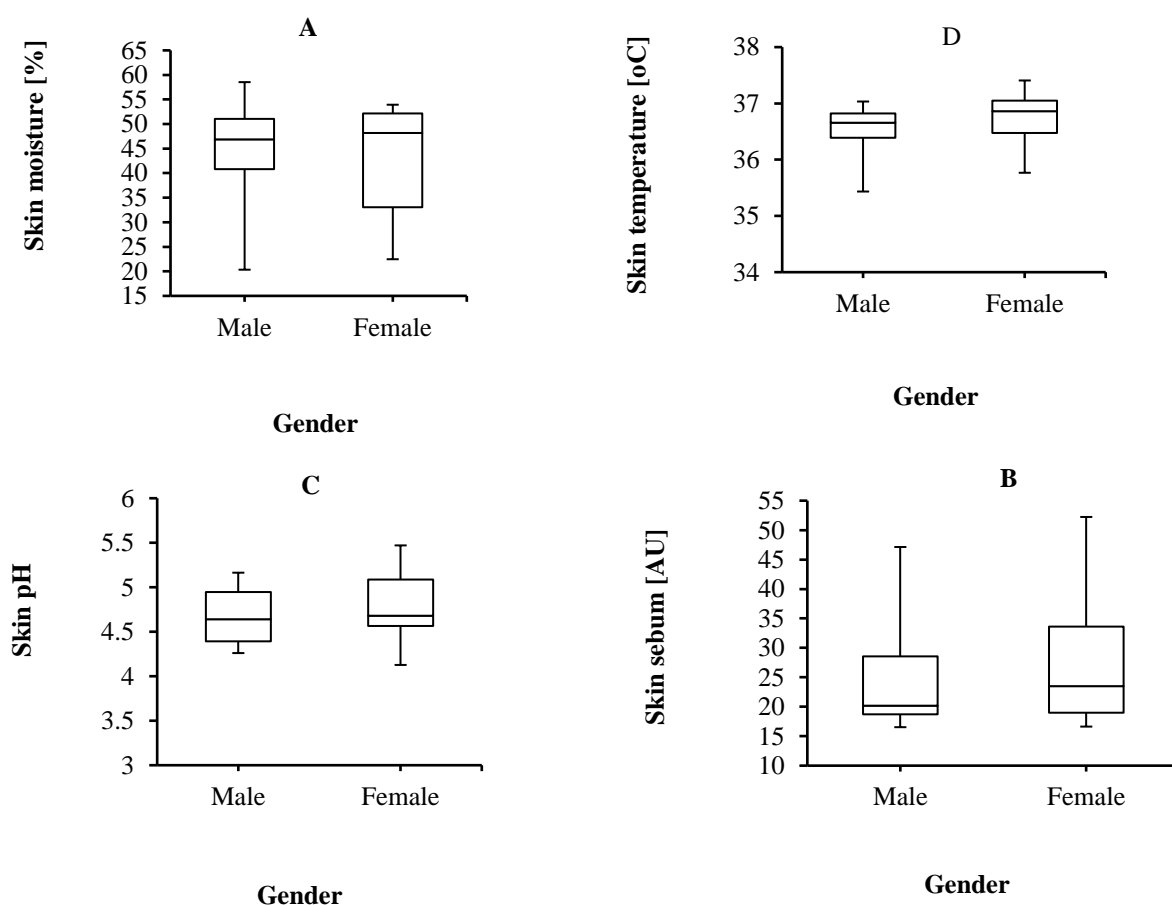 A
Skin moisture [%]
65
60
55
50
45
40
35
30
25
20
15
Male Female
Gender
D
Skin temperature [oC]
38
37
36
35
34
Male Female
Gender
C
Skin pH
6
5.5
5
4.5
4
3.5
3
Male Female
Gender
B
Skin sebum [AU]
55
50
45
40
35
30
25
20
15
10
Male Female
Gender